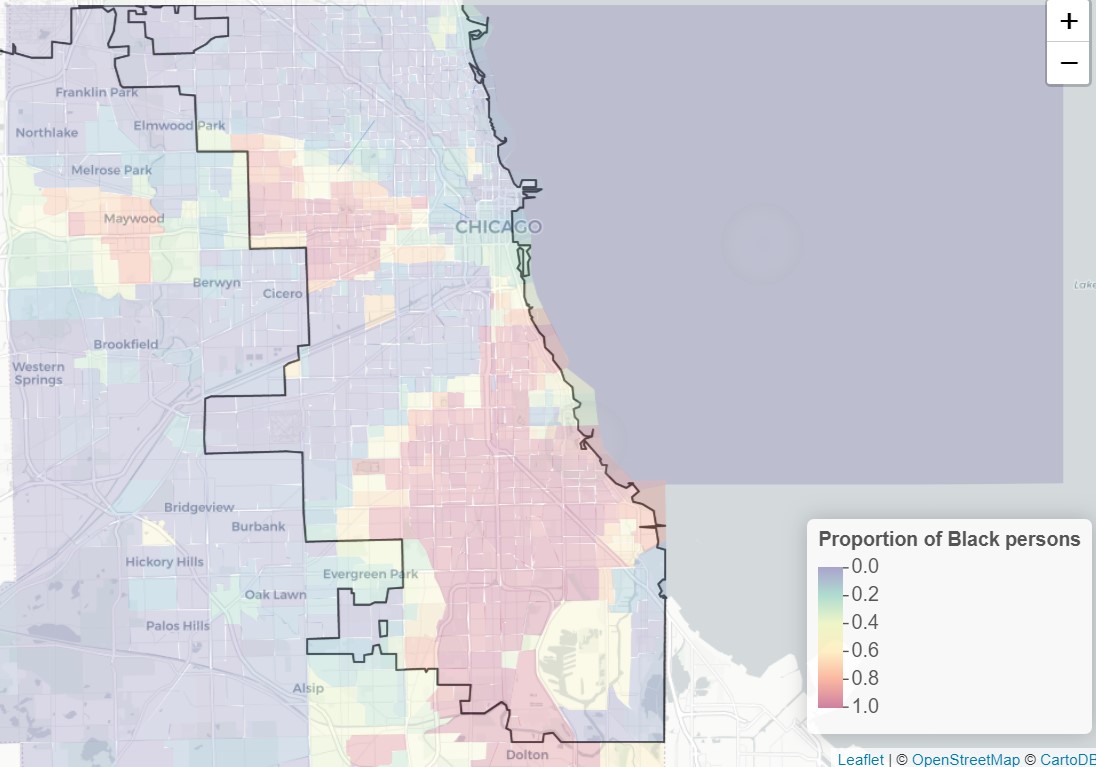 +
−
Franklin Park
Northlake
Elmwood Park
Melrose Park
Maywood
CHICAGO
Berwyn
Cicero
Lake
Brookfield
Western
Springs
Bridgeview
Burbank
Hickory Hills
Evergreen Park
Oak Lawn
Palos Hills
Alsip
Dolton
Proportion of Black persons
0.0
0.2
0.4
0.6
0.8
1.0
Leaflet | © OpenStreetMap © CartoDB